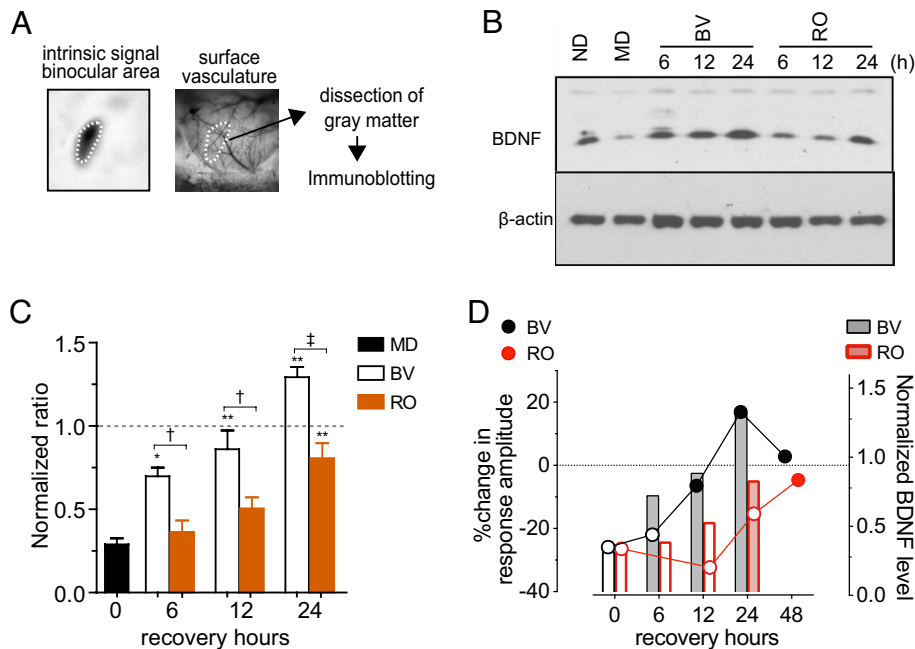 A
intrinsic signal
binocular area
surface
vasculature
dissection of
gray matter
Immunoblotting
B
ND
MD
BV
RO
6 12 24 6 12 24 (h)
BDNF
β-actin
C
Normalized ratio
1.5
1.0
0.5
0.0
* † ** † ** ‡ **
MD
BV
RO
0 6 12 24
recovery hours
D
BV
RO
BV
RO
%change in
response amplitude
20
0
-20
-40
1.5
1.0
0.5
0.0
Normalized
BDNF level
0 6 12 24 48
recovery hours